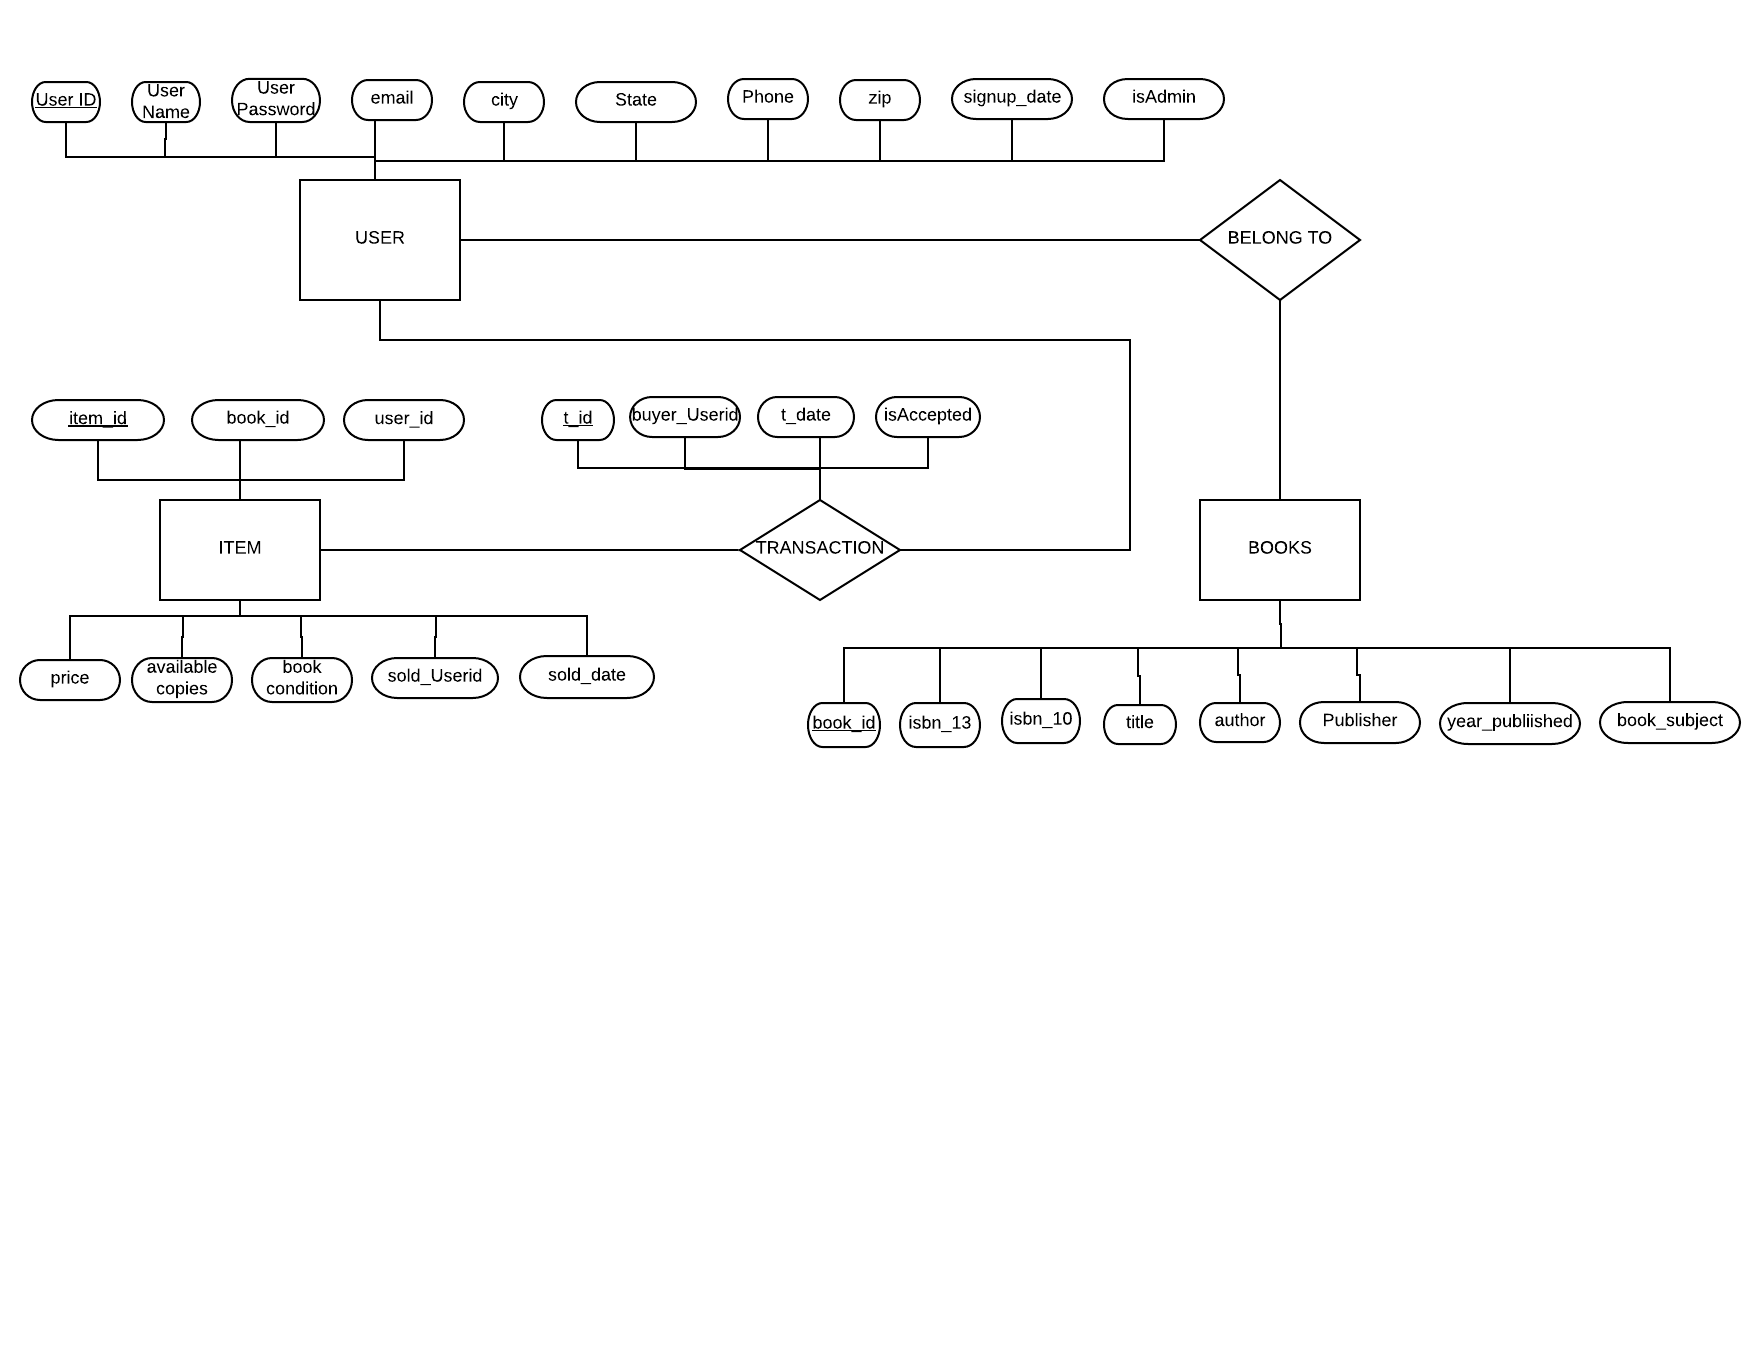 User ID
User
Name
User
Password
email
city
State
Phone
zip
signup_date
isAdmin
USER
BELONG TO
item_id
book_id
user_id
t_id
buyer_Userid
t_date
isAccepted
ITEM
TRANSACTION
BOOKS
price
available
copies
book
condition
sold_Userid
sold_date
book_id
isbn_13
isbn_10
title
author
Publisher
year_publiished
book_subject